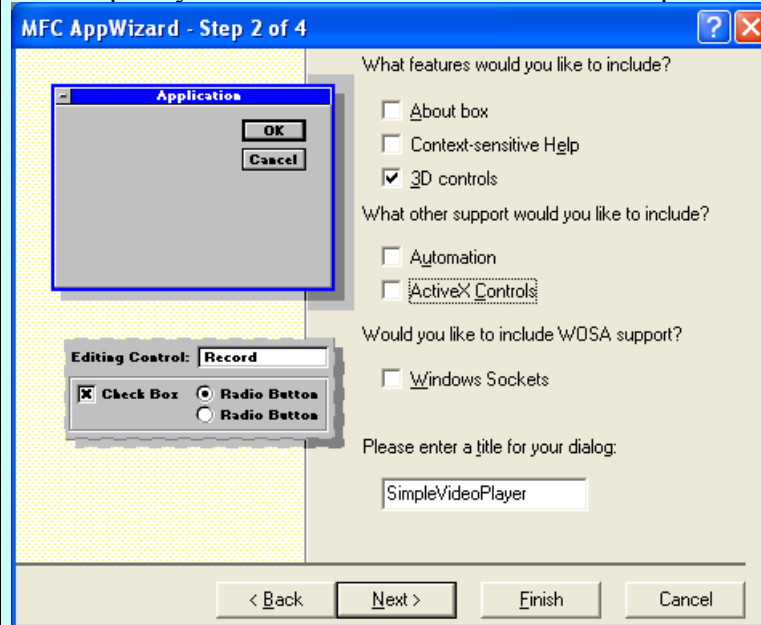 MFC AppWizard - Step 2 of 4
What features would you like to include?
Application
OK
Cancel
About box
Context-sensitive Help
3D controls
What other support would you like to include?
Automation
ActiveX Controls
Would you like to include WOSA support?
Windows Sockets
Editing Control: Record
Check Box
Radio Button
Radio Button
Please enter a title for your dialog:
SimpleVideoPlayer
< Back
Next >
Finish
Cancel